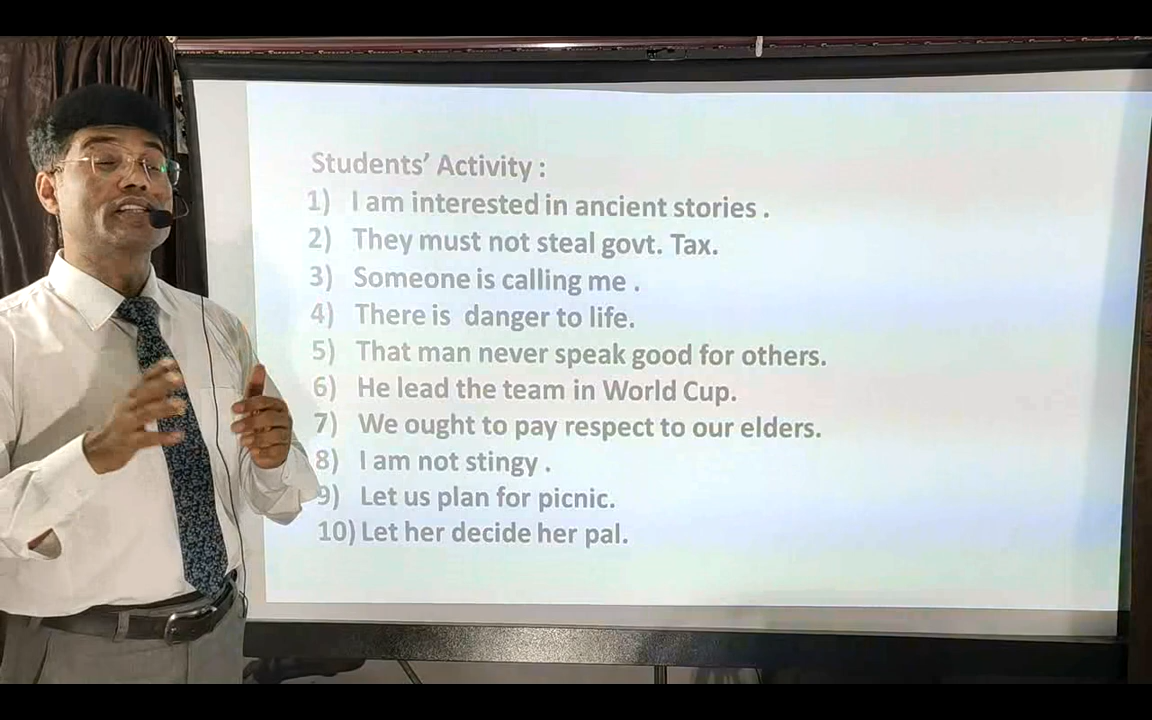 Students’ Activity :
1) I am interested in ancient stories .
2) They must not steal govt. Tax.
3) Someone is calling me .
4) There is danger to life.
5) That man never speak good for others.
6) He lead the team in World Cup.
7) We ought to pay respect to our elders.
8) I am not stingy .
9) Let us plan for picnic.
10) Let her decide her pal.